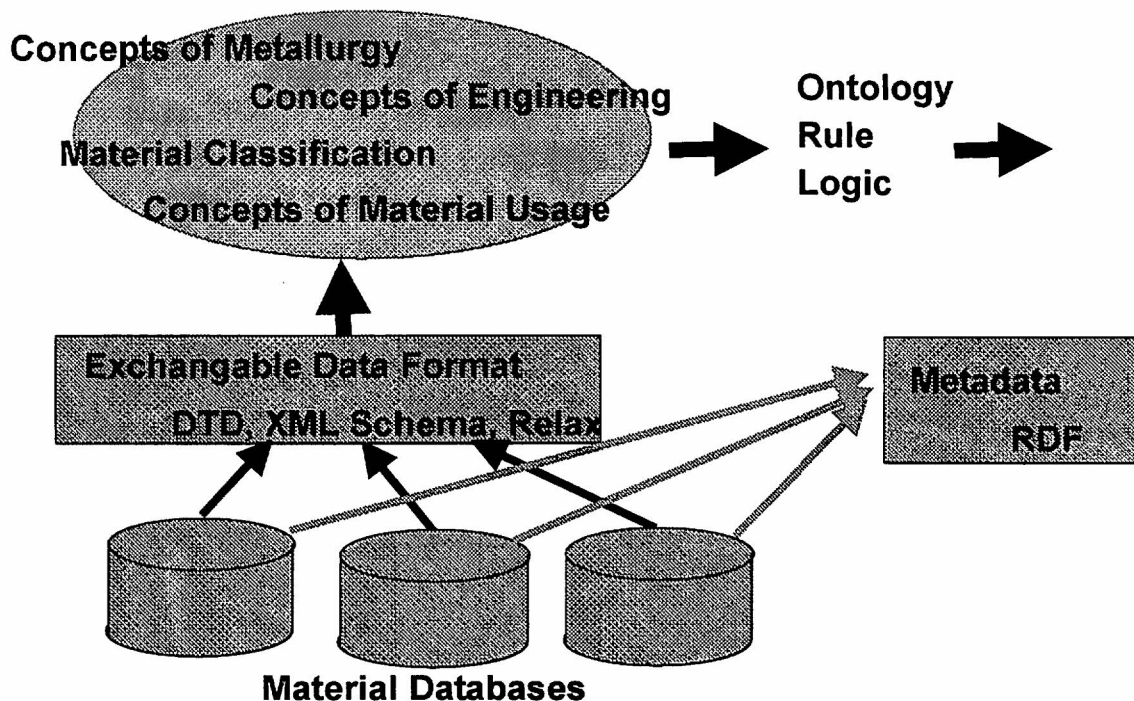 Concepts of Metallurgy
Concepts of Engineering
Material Classification
Concepts of Material Usage
Ontology
Rule
Logic
Exchangable Data Format
DTD, XML Schema, Relax
Metadata
RDF
Material Databases